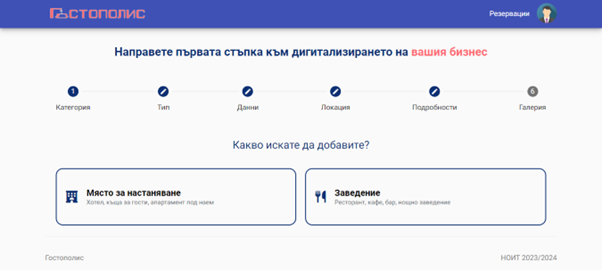 Гостополис
Резервации
Направете първата стъпка към дигитализирането на вашия бизнес
1
6
Категория
Тип
Данни
Локация
Подробности
Галерия
Какво искате да добавите?
Място за настаняване
Хотел, къща за гости, апартамент под наем
Заведение
Ресторант, кафе, бар, нощно заведение
Гостополис
НОИТ 2023/2024